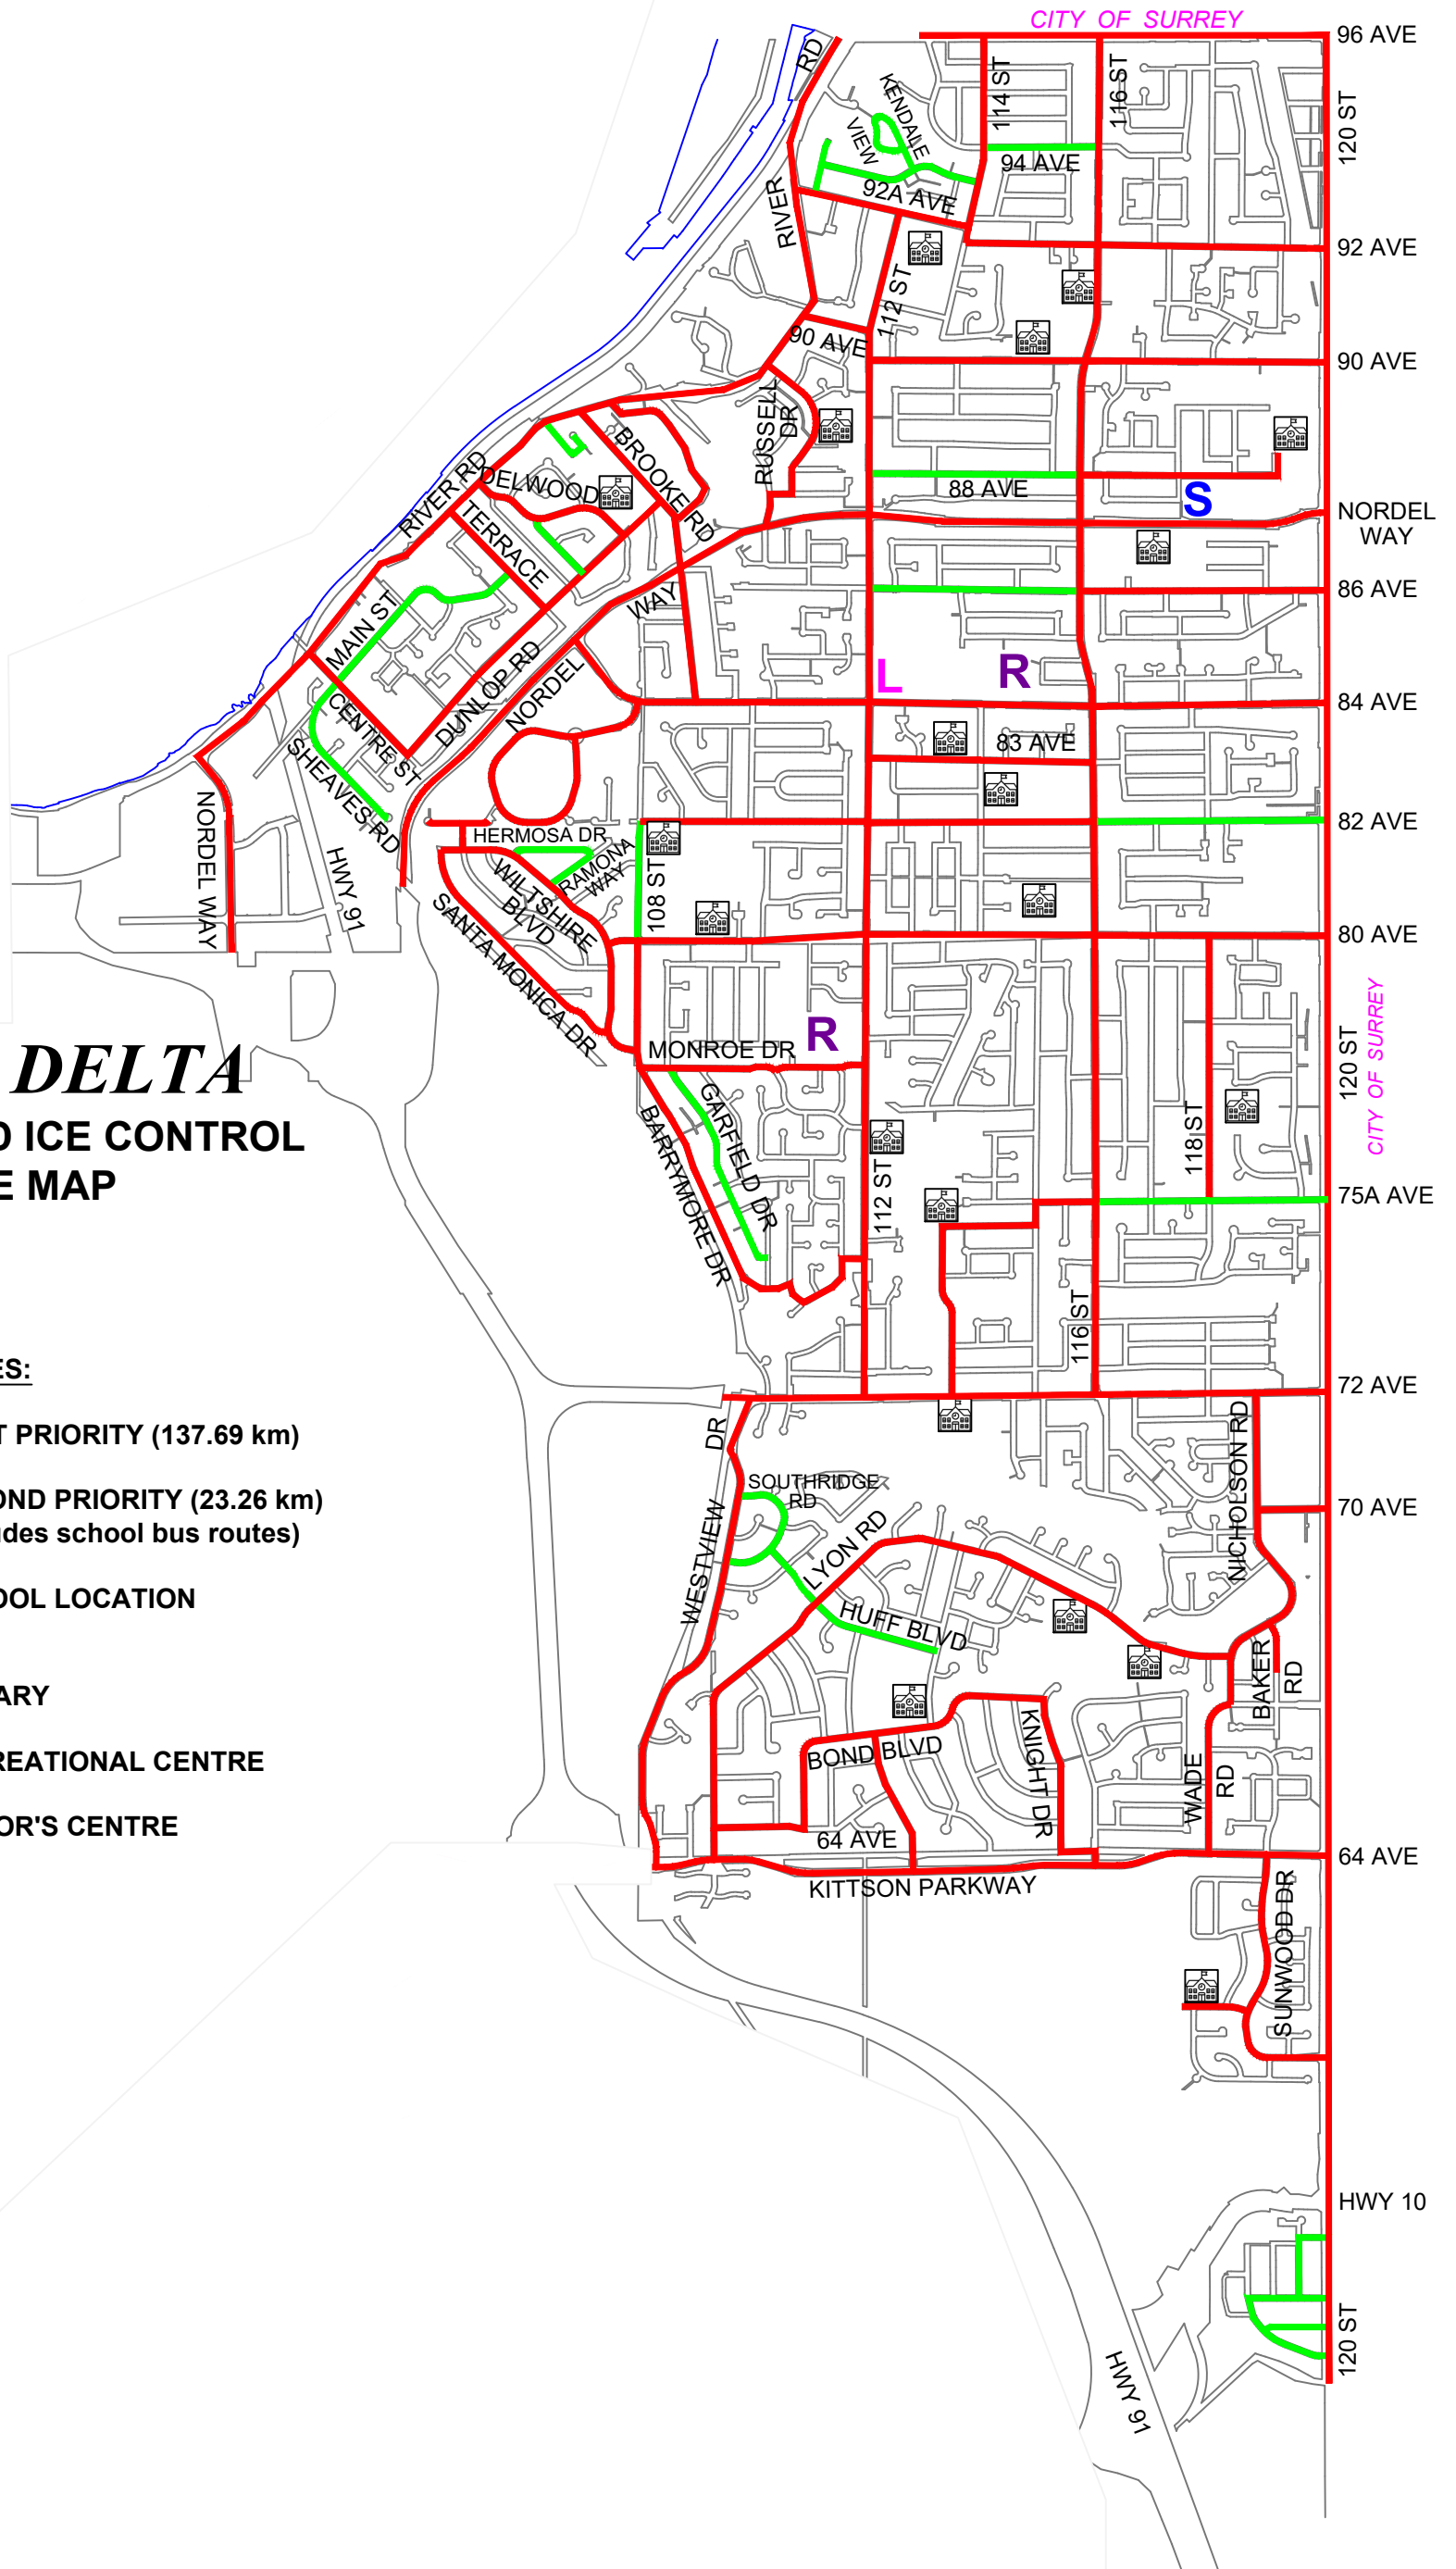 CITY OF SURREY
96 AVE
RD
114 ST
116 ST
120 ST
KENDALE
VIEW
94 AVE
92A AVE
RIVER
92 AVE
112 ST
90 AVE
90 AVE
RUSSELL
DR
BROOKE RD
RIVER RD
DELWOOD
88 AVE
S
NORDEL
WAY
TERRACE
86 AVE
WAY
MAIN ST
L
R
DUNLOP RD
NORDEL
84 AVE
CENTRE ST
83 AVE
SHEAVES RD
82 AVE
NORDEL WAY
HWY 91
HERMOSA DR
RAMONA
WAY
WILTSHIRE
BLVD
108 ST
SANTA MONICA DR
80 AVE
CITY OF SURREY
120 ST
R
MONROE DR
DELTA
ICE CONTROL
E MAP
GARFIELD DR
BARRYMORE DR
118 ST
112 ST
75A AVE
116 ST
ES:
72 AVE
T PRIORITY (137.69 km)
DR
NICHOLSON RD
SOUTHRIDGE
RD
OND PRIORITY (23.26 km)
udes school bus routes)
70 AVE
WESTVIEW
LYON RD
OOL LOCATION
HUFF BLVD
BAKER
RD
ARY
REATIONAL CENTRE
BOND BLVD
KNIGHT DR
WADE
RD
OR'S CENTRE
64 AVE
64 AVE
KITTSON PARKWAY
SUNWOOD DR
HWY 10
120 ST
HWY 91